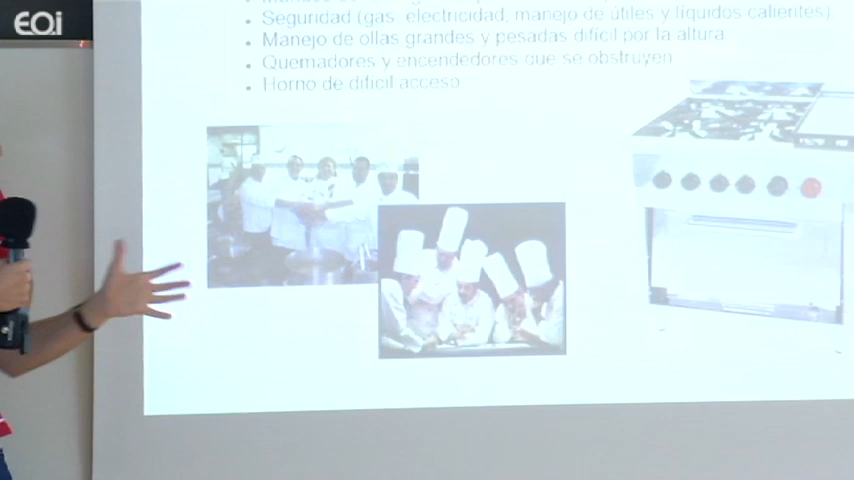 EOi
Seguridad (gas electricidad, manejo de útiles y líquidos calientes)
Manejo de ollas grandes y pesadas difícil por la altura
Quemadores y encendedores que se obstruyen
Horno de difícil acceso